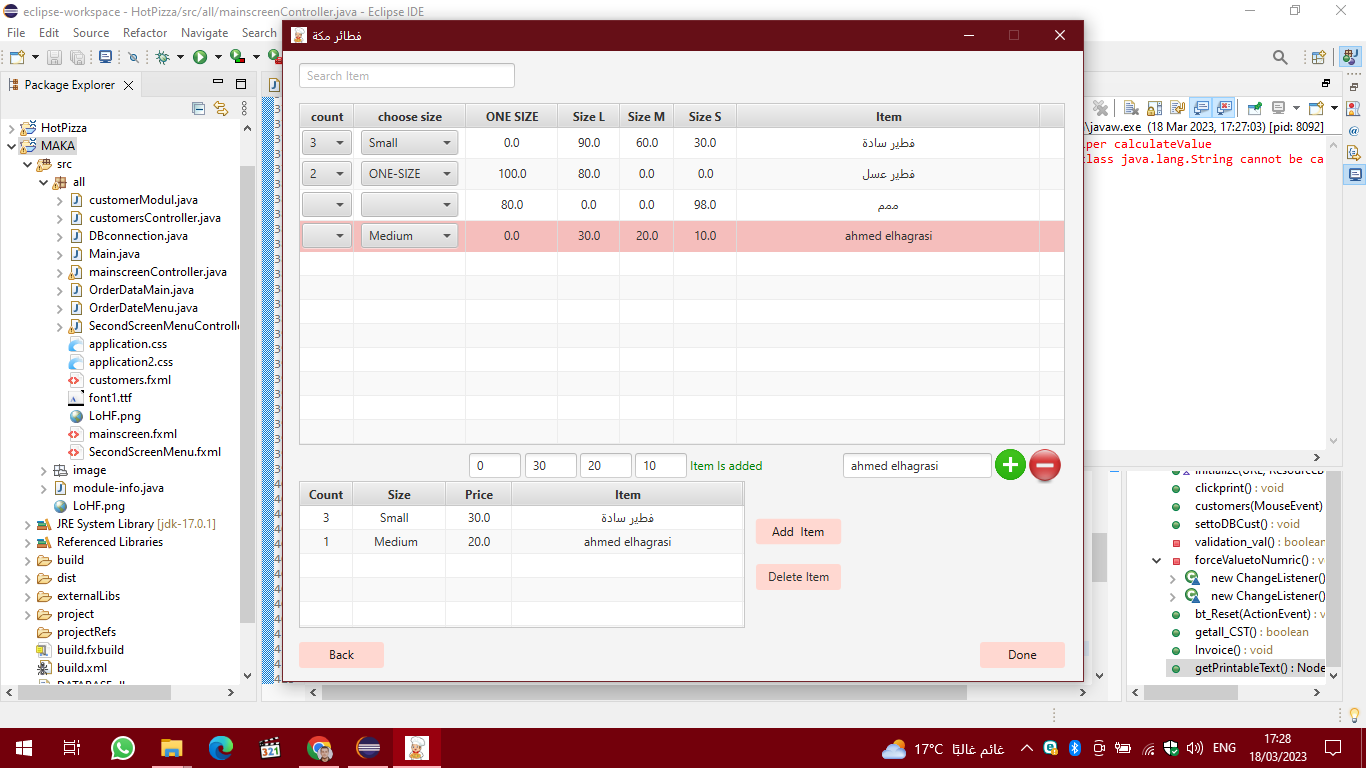 eclipse-workspace - HotPizza/src/all/mainscreenController.java - Eclipse IDE
File Edit Source Refactor Navigate Search
فطائر مكة
Package Explorer
HotPizza
MAKA
src
all
customerModul.java
customersController.java
DBconnection.java
Main.java
mainscreenController.java
OrderDataMain.java
OrderDateMenu.java
SecondScreenMenuControlle
application.css
application2.css
customers.fxml
font1.ttf
LoHF.png
mainscreen.fxml
SecondScreenMenu.fxml
image
module-info.java
LoHF.png
JRE System Library [jdk-17.0.1]
Referenced Libraries
build
dist
externalLibs
project
projectRefs
build.fxbuild
build.xml
Search Item
count choose size ONE SIZE Size L Size M Size S Item
3 Small 0.0 90.0 60.0 30.0 فطير سادة
2 ONE-SIZE 100.0 80.0 0.0 0.0 فطير عسل
80.0 0.0 0.0 98.0 ممم
Medium 0.0 30.0 20.0 10.0 ahmed elhagrasi
0 30 20 10 Item Is added ahmed elhagrasi
Count Size Price Item
3 Small 30.0 فطير سادة
1 Medium 20.0 ahmed elhagrasi
Add Item
Delete Item
Back Done
\javaw.exe (18 Mar 2023, 17:27:03) [pid: 8092]
per calculateValue
class java.lang.String cannot be ca
clickprint() : void
customers(MouseEvent)
settoDBCust() : void
validation_val() : boolean
forceValuetoNumric() : v
new ChangeListener()
new ChangeListener()
bt_Reset(ActionEvent) : v
getall_CST() : boolean
Invoice() : void
getPrintableText() : Node
17°C غائم غالبًا
ENG
17:28
18/03/2023